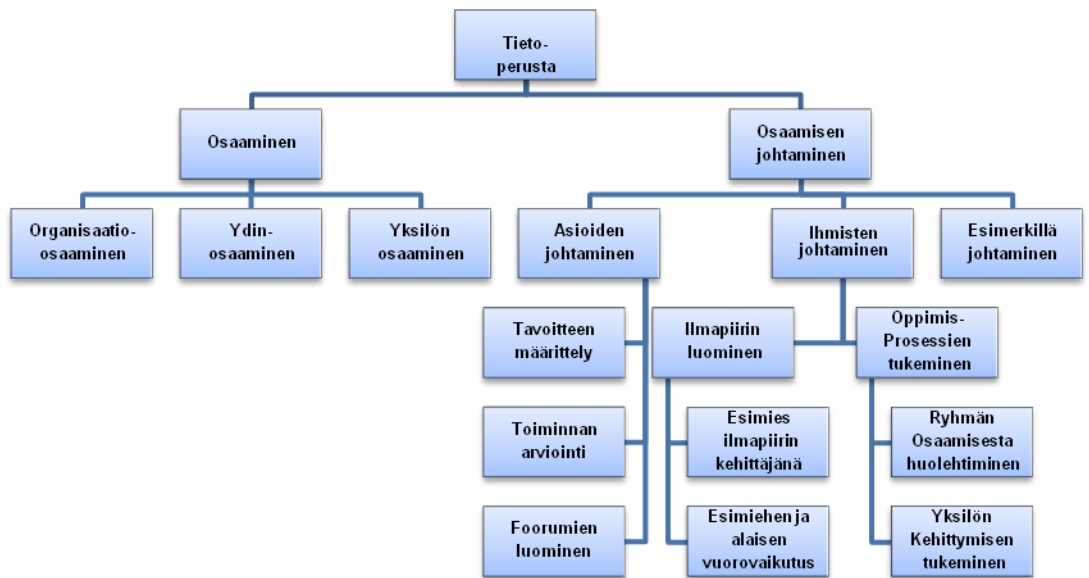 Tieto-
perusta
Osaaminen
Osaamisen
johtaminen
Organisaatio-
osaaminen
Ydin-
osaaminen
Yksilön
osaaminen
Asioiden
johtaminen
Ihmisten
johtaminen
Esimerkillä
johtaminen
Tavoitteen
määrittely
Ilmapiirin
luominen
Oppimis-
Prosessien
tukeminen
Toiminnan
arviointi
Esimies
ilmapiirin
kehittäjänä
Ryhmän
Osaamisesta
huolehtiminen
Foorumien
luominen
Esimiehen ja
alaisen
vuorovaikutus
Yksilön
Kehittymisen
tukeminen